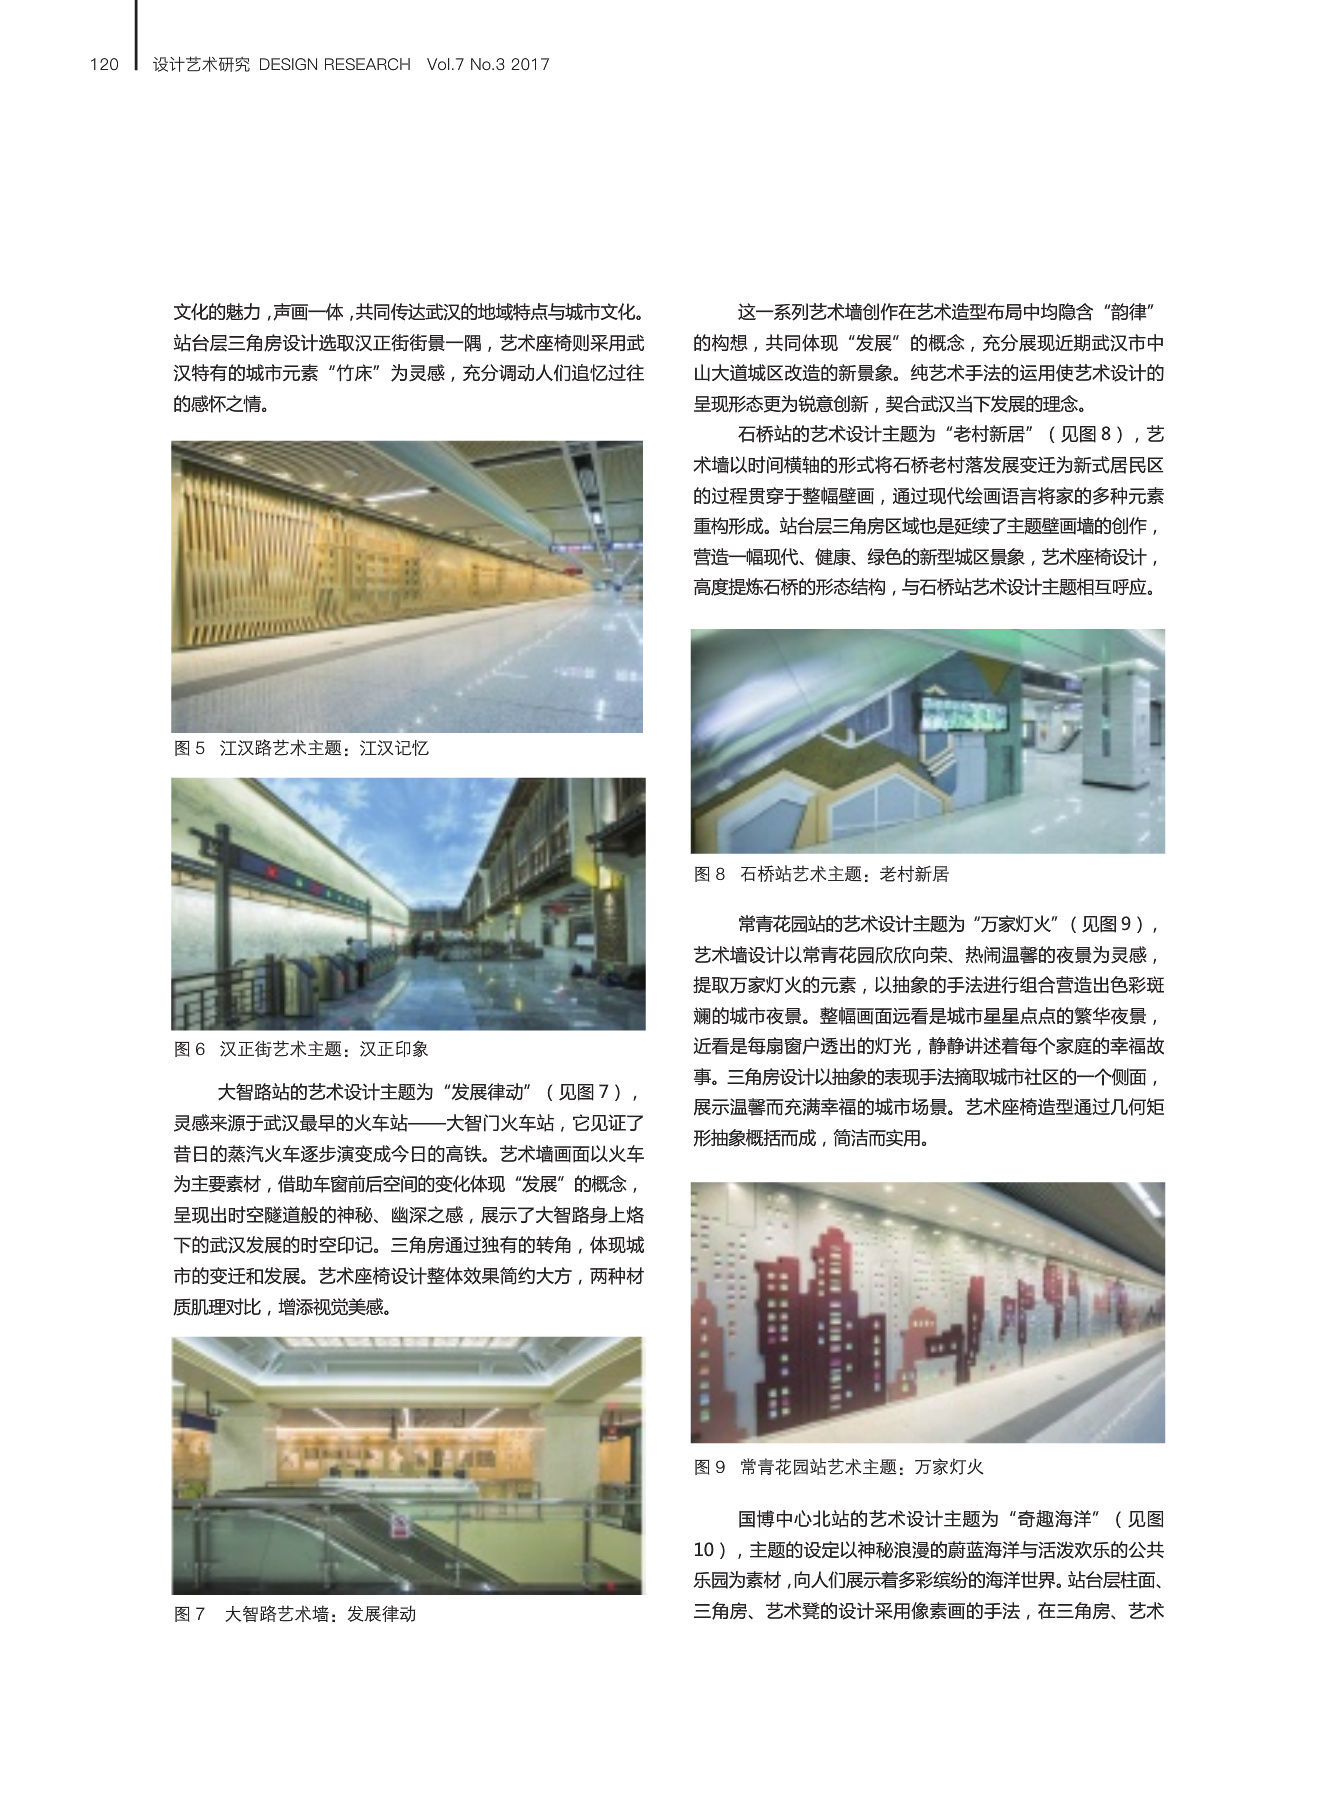 120 设计艺术研究 DESIGN RESEARCH Vol.7 No.3 2017
文化的魅力，声画一体，共同传达武汉的地域特点与城市文化。
站台层三角房设计选取汉正街街景一隅，艺术座椅则采用武
汉特有的城市元素“竹床”为灵感，充分调动人们追忆过往
的感怀之情。
图 5 江汉路艺术主题：江汉记忆
图 6 汉正街艺术主题：汉正印象
大智路站的艺术设计主题为“发展律动”（见图 7），
灵感来源于武汉最早的火车站——大智门火车站，它见证了
昔日的蒸汽火车逐步演变成今日的高铁。艺术墙画面以火车
为主要素材，借助车窗前后空间的变化体现“发展”的概念，
呈现出时空隧道般的神秘、幽深之感，展示了大智路身上烙
下的武汉发展的时空印记。三角房通过独有的转角，体现城
市的变迁和发展。艺术座椅设计整体效果简约大方，两种材
质肌理对比，增添视觉美感。
图 7 大智路艺术墙：发展律动
这一系列艺术墙创作在艺术造型布局中均隐含“韵律”
的构想，共同体现“发展”的概念，充分展现近期武汉市中
山大道城区改造的新景象。纯艺术手法的运用使艺术设计的
呈现形态更为锐意创新，契合武汉当下发展的理念。
石桥站的艺术设计主题为“老村新居”（见图 8），艺
术墙以时间横轴的形式将石桥老村落发展变迁为新式居民区
的过程贯穿于整幅壁画，通过现代绘画语言将家的多种元素
重构形成。站台层三角房区域也是延续了主题壁画墙的创作，
营造一幅现代、健康、绿色的新型城区景象，艺术座椅设计，
高度提炼石桥的形态结构，与石桥站艺术设计主题相互呼应。
图 8 石桥站艺术主题：老村新居
常青花园站的艺术设计主题为“万家灯火”（见图 9），
艺术墙设计以常青花园欣欣向荣、热闹温馨的夜景为灵感，
提取万家灯火的元素，以抽象的手法进行组合营造出色彩斑
斓的城市夜景。整幅画面远看是城市星星点点的繁华夜景，
近看是每扇窗户透出的灯光，静静讲述着每个家庭的幸福故
事。三角房设计以抽象的表现手法摘取城市社区的一个侧面，
展示温馨而充满幸福的城市场景。艺术座椅造型通过几何矩
形抽象概括而成，简洁而实用。
图 9 常青花园站艺术主题：万家灯火
国博中心北站的艺术设计主题为“奇趣海洋”（见图
10），主题的设定以神秘浪漫的蔚蓝海洋与活泼欢乐的公共
乐园为素材，向人们展示着多彩缤纷的海洋世界。站台层柱面、
三角房、艺术凳的设计采用像素画的手法，在三角房、艺术